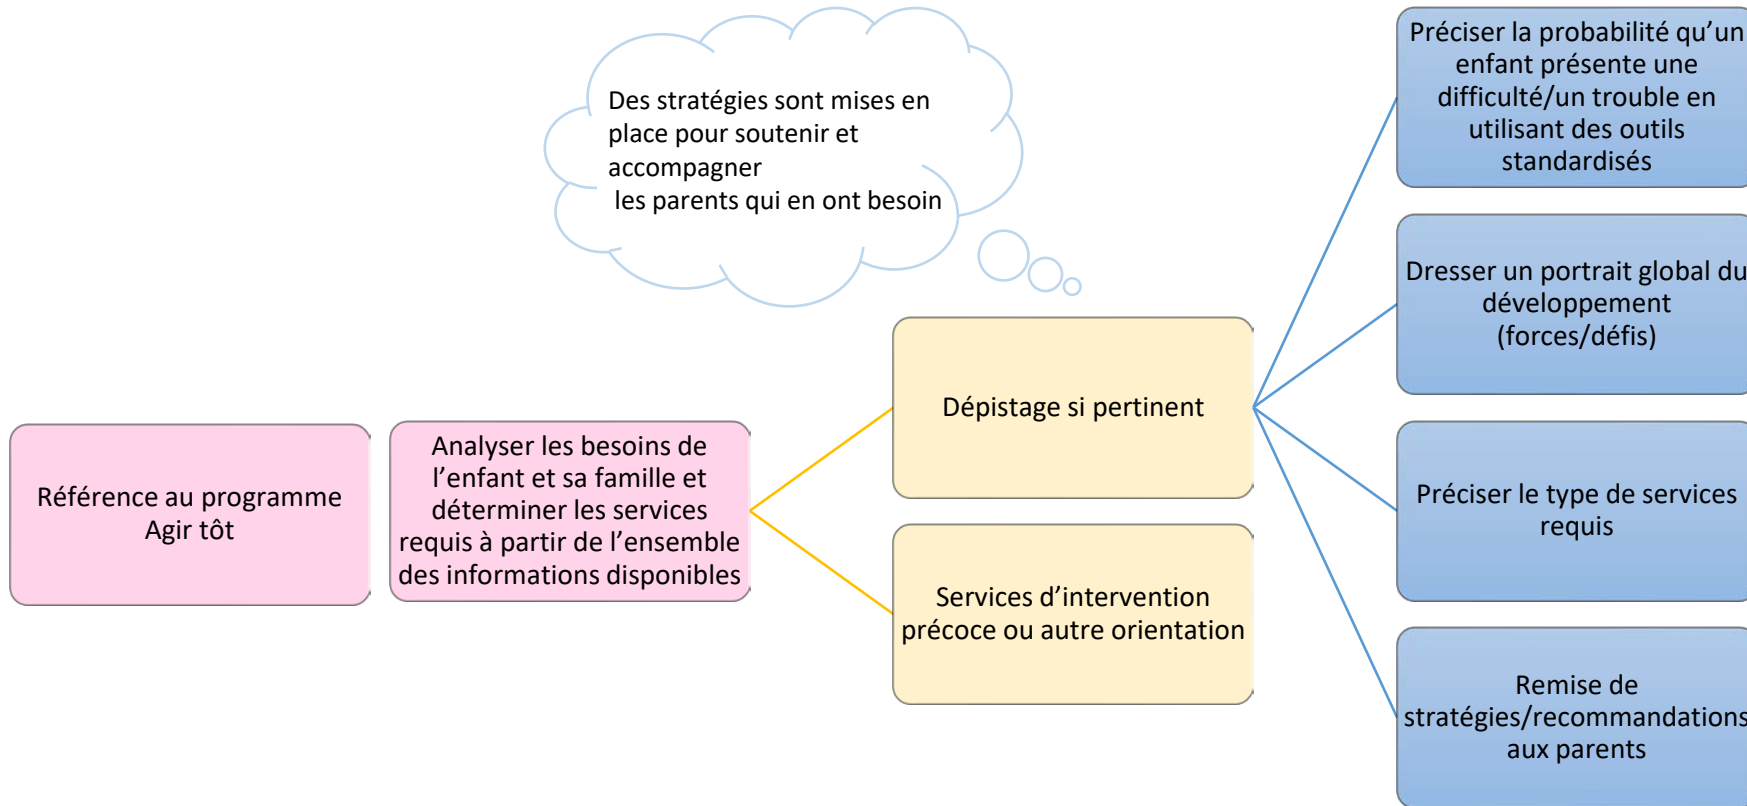 Des stratégies sont mises en
place pour soutenir et
accompagner
les parents qui en ont besoin
Référence au programme
Agir tôt
Analyser les besoins de
l’enfant et sa famille et
déterminer les services
requis à partir de l’ensemble
des informations disponibles
Dépistage si pertinent
Services d’intervention
précoce ou autre orientation
Préciser la probabilité qu’un
enfant présente une
difficulté/un trouble en
utilisant des outils
standardisés
Dresser un portrait global du
développement
(forces/défis)
Préciser le type de services
requis
Remise de
stratégies/recommandations
aux parents